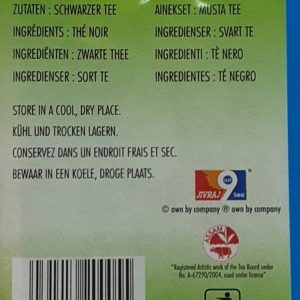 ZUTATEN : SCHWARZER TEE
AINEKSET : MUSTA TEE
INGRÉDIENTS : THÉ NOIR
INGREDIENSER : SVART TE
INGREDIËNTEN : ZWARTE THEE
INGREDIENTI : TÈ NERO
INGREDIENSER : SORT TE
INGREDIENTES : TÉ NEGRO
STORE IN A COOL, DRY PLACE.
KÜHL UND TROCKEN LAGERN.
CONSERVEZ DANS UN ENDROIT FRAIS ET SEC.
BEWAAR IN EEN KOELE, DROGE PLAATS.
9
JIVRAJ tea
© own by company ® own by company
ASSAM
"Registered Artistic work of the Tea Board under
No. A-67290/2004, used under license"